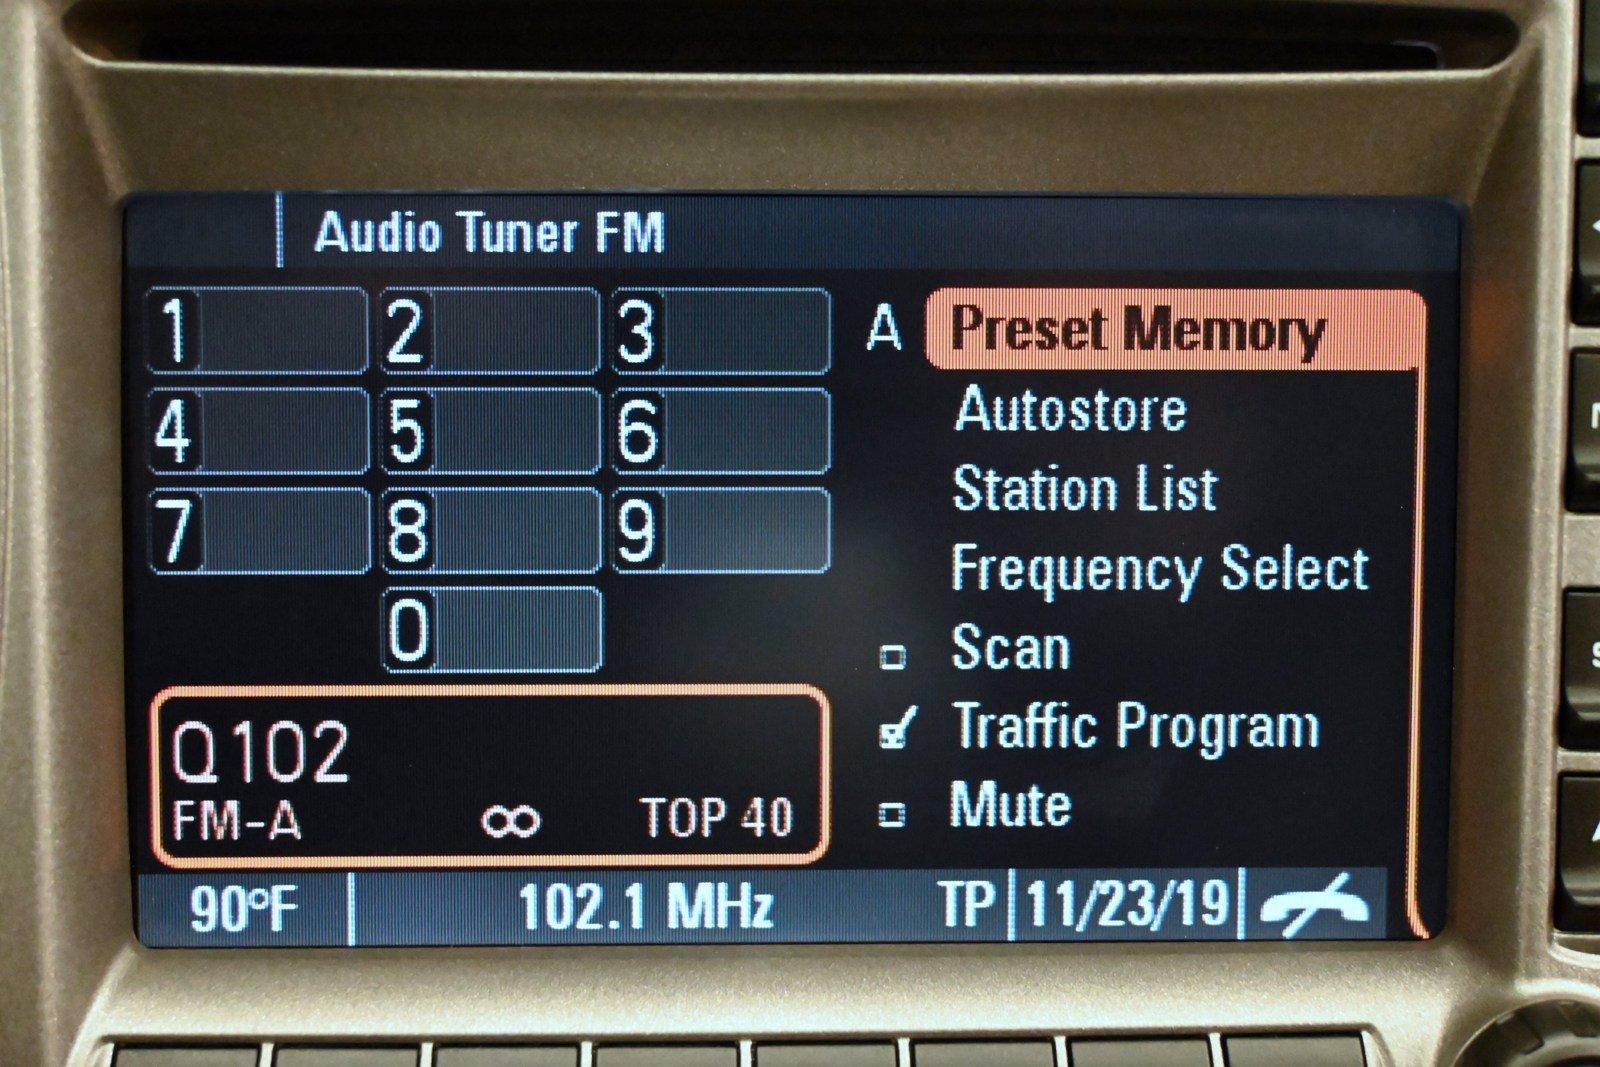 Audio Tuner FM
1 2 3
4 5 6
7 8 9
0
A Preset Memory
Autostore
Station List
Frequency Select
Scan
Traffic Program
Mute
Q102
FM-A ∞ TOP 40
90°F 102.1 MHz TP 11/23/19